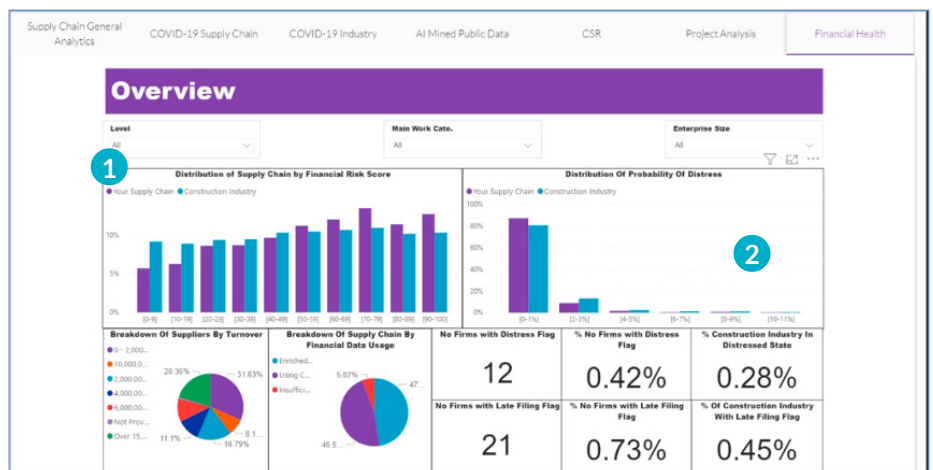 Supply Chain General
Analytics
COVID-19 Supply Chain
COVID-19 Industry
AI Mined Public Data
CSR
Project Analysis
Financial Health
Overview
Level
All
Main Work Cate.
All
Enterprise Size
All
1
Distribution of Supply Chain by Financial Risk Score
Your Supply Chain
Construction Industry
10%
5%
0%
[0-9]
[10-19]
[20-29]
[30-39]
[40-49]
[50-59]
[60-69]
[70-79]
[80-89]
[90-100]
Distribution Of Probability Of Distress
Your Supply Chain
Construction Industry
100%
80%
60%
40%
20%
0%
2
[0-1%]
[2-3%]
[4-5%]
[6-7%]
[8-9%]
[10-11%]
Breakdown Of Suppliers By Turnover
0 - 2,000...
10,000,0...
2,000,00...
4,000,00...
6,000,00...
Not Prov...
Over 15,...
20.36%
31.63%
8.1...
16.79%
11.1%
Breakdown Of Supply Chain By
Financial Data Usage
Enriched...
Using C...
Insuffici...
5.87%
47....
46.5...
No Firms with Distress Flag
12
% No Firms with Distress
Flag
0.42%
% Construction Industry In
Distressed State
0.28%
No Firms with Late Filing Flag
21
% No Firms with Late Filing
Flag
0.73%
% Of Construction Industry
With Late Filing Flag
0.45%